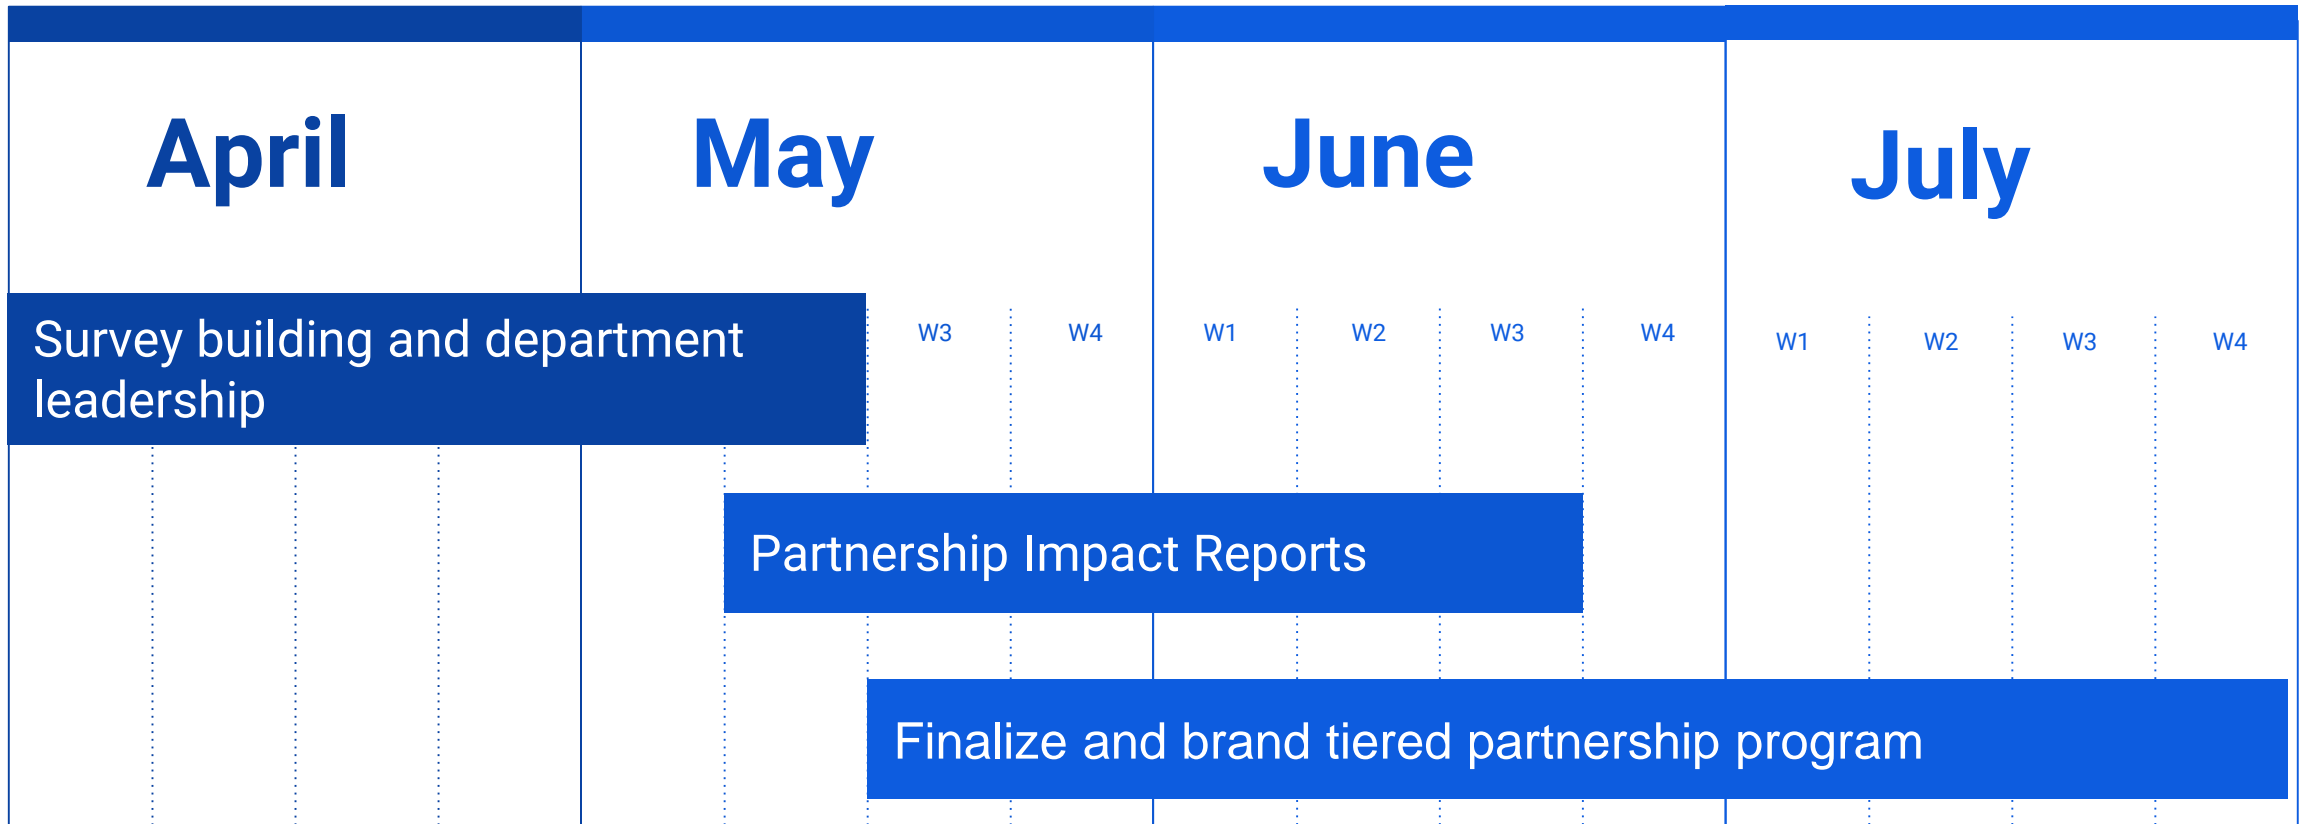 April
May
June
July
Survey building and department
leadership
W3
W4
W1
W2
W3
W4
W1
W2
W3
W4
Partnership Impact Reports
Finalize and brand tiered partnership program